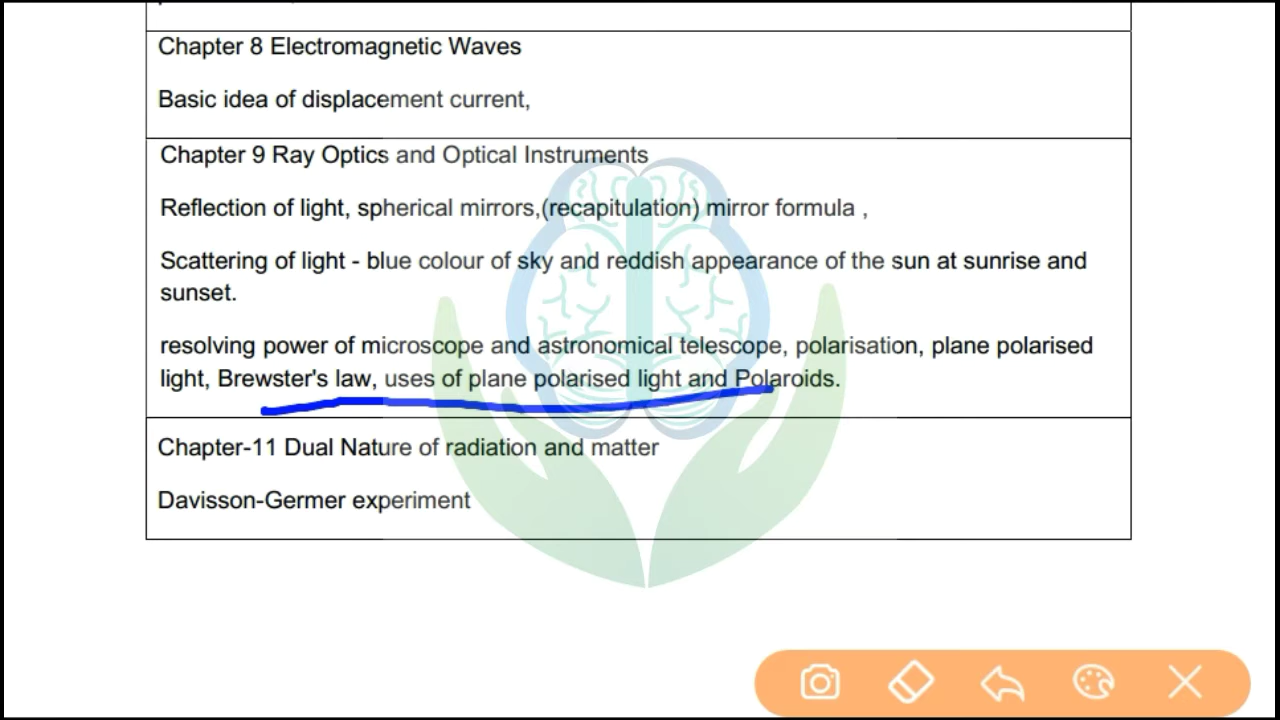 Chapter 8 Electromagnetic Waves
Basic idea of displacement current,
Chapter 9 Ray Optics and Optical Instruments
Reflection of light, spherical mirrors,(recapitulation) mirror formula ,
Scattering of light - blue colour of sky and reddish appearance of the sun at sunrise and
sunset.
resolving power of microscope and astronomical telescope, polarisation, plane polarised
light, Brewster's law, uses of plane polarised light and Polaroids.
Chapter-11 Dual Nature of radiation and matter
Davisson-Germer experiment